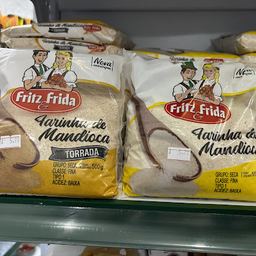 Nova
Fritz & Frida
Farinha de
Mandioca
TORRADA
GRUPO: SECA
CLASSE: FINA
TIPO 1
ACIDEZ: BAIXA
500g
Nova
Fritz & Frida
Farinha de
Mandioca
GRUPO: SECA
CLASSE: FINA
TIPO 1
ACIDEZ: BAIXA